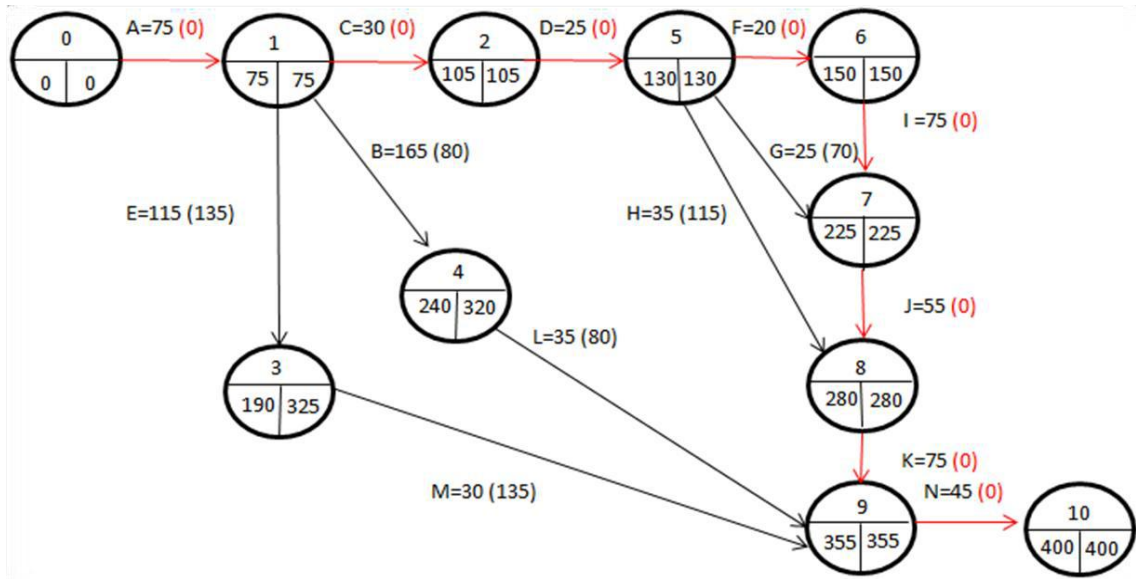 0
0 0
A=75 (0)
1
75 75
C=30 (0)
2
105 105
D=25 (0)
5
130 130
F=20 (0)
6
150 150
I =75 (0)
B=165 (80)
G=25 (70)
E=115 (135)
H=35 (115)
7
225 225
4
240 320
J=55 (0)
L=35 (80)
3
190 325
8
280 280
K=75 (0)
M=30 (135)
N=45 (0)
9
355 355
10
400 400